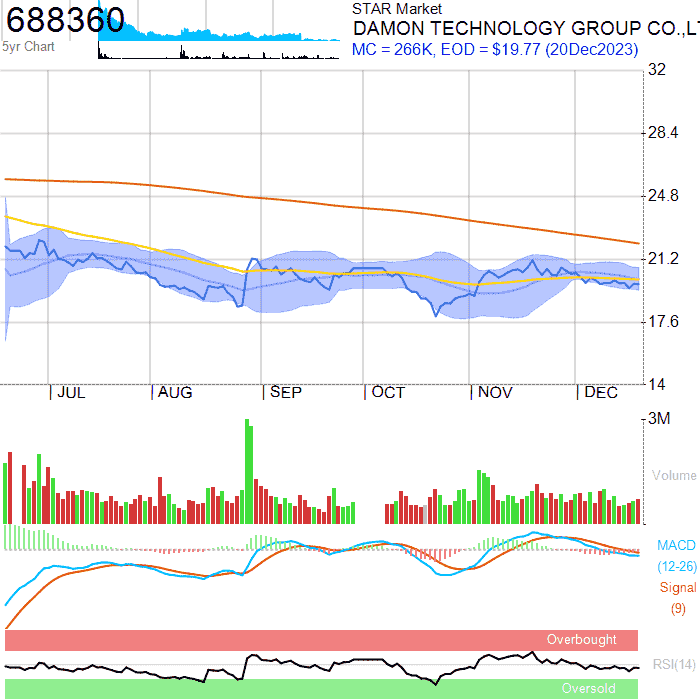 688360
5yr Chart
STAR Market
DAMON TECHNOLOGY GROUP CO.,LT
MC = 266K, EOD = $19.77 (20Dec2023)
32
28.4
24.8
21.2
17.6
14
JUL AUG SEP OCT NOV DEC
3M
Volume
MACD
(12-26)
Signal
(9)
Overbought
RSI(14)
Oversold